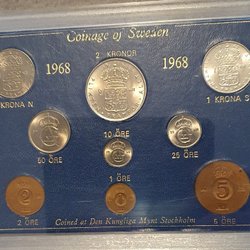 Coinage of Sweden
2 KRONOR
1968 1968
1 KRONA
50 ÖRE 10 ÖRE 25 ÖRE
1 ÖRE
2 ÖRE 5 ÖRE
Coined at Den Kungliga Mynt Stockholm